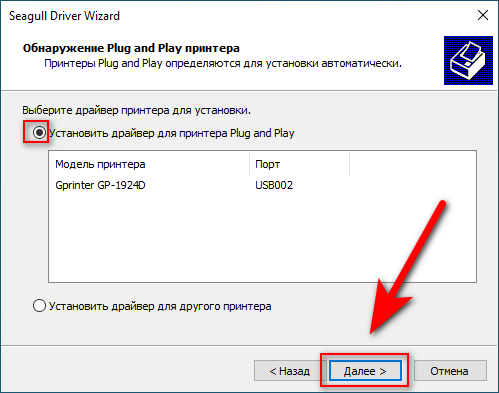 Seagull Driver Wizard
Обнаружение Plug and Play принтера
Принтеры Plug and Play определяются для установки автоматически.
Выберите драйвер принтера для установки.
Установить драйвер для принтера Plug and Play
Модель принтера Порт
Gprinter GP-1924D USB002
Установить драйвер для другого принтера
< Назад Далее > Отмена